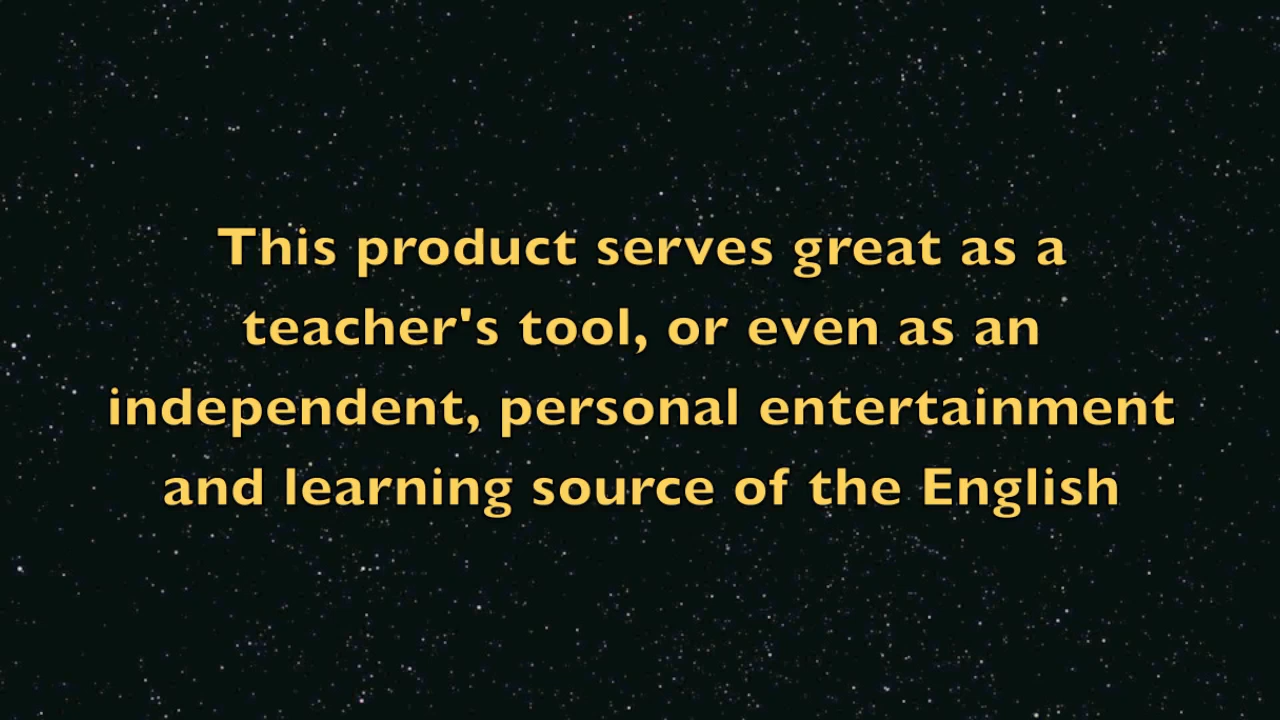 This product serves great as a
teacher's tool, or even as an
independent, personal entertainment
and learning source of the English